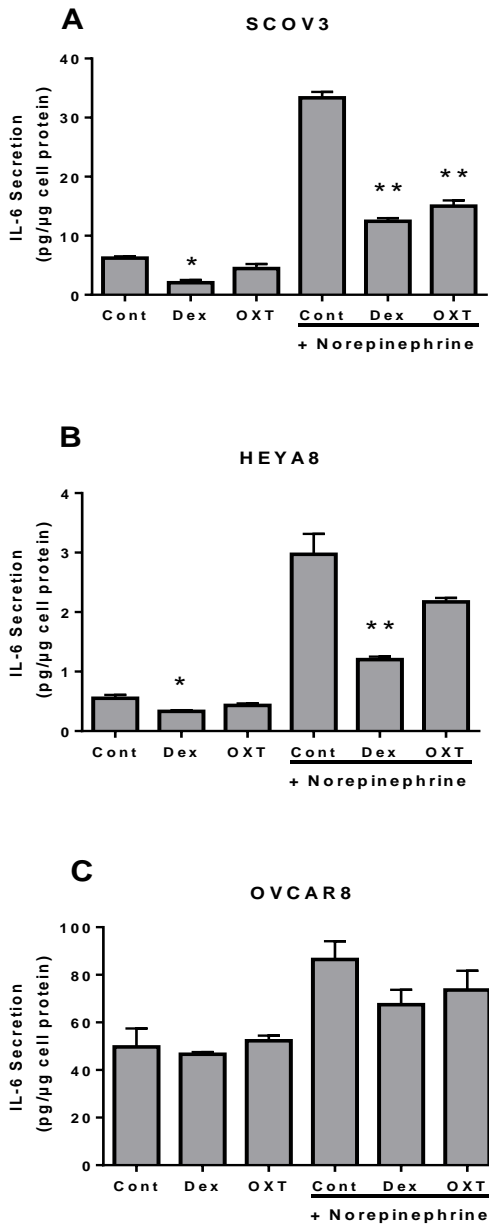 A
SCOV3
IL-6 Secretion
(pg/µg cell protein)
40
30
20
10
0
*
**
**
Cont Dex OXT Cont Dex OXT
+ Norepinephrine
B
HEYA8
IL-6 Secretion
(pg/µg cell protein)
4
3
2
1
0
*
**
Cont Dex OXT Cont Dex OXT
+ Norepinephrine
C
OVCAR8
IL-6 Secretion
(pg/µg cell protein)
100
80
60
40
20
0
Cont Dex OXT Cont Dex OXT
+ Norepinephrine